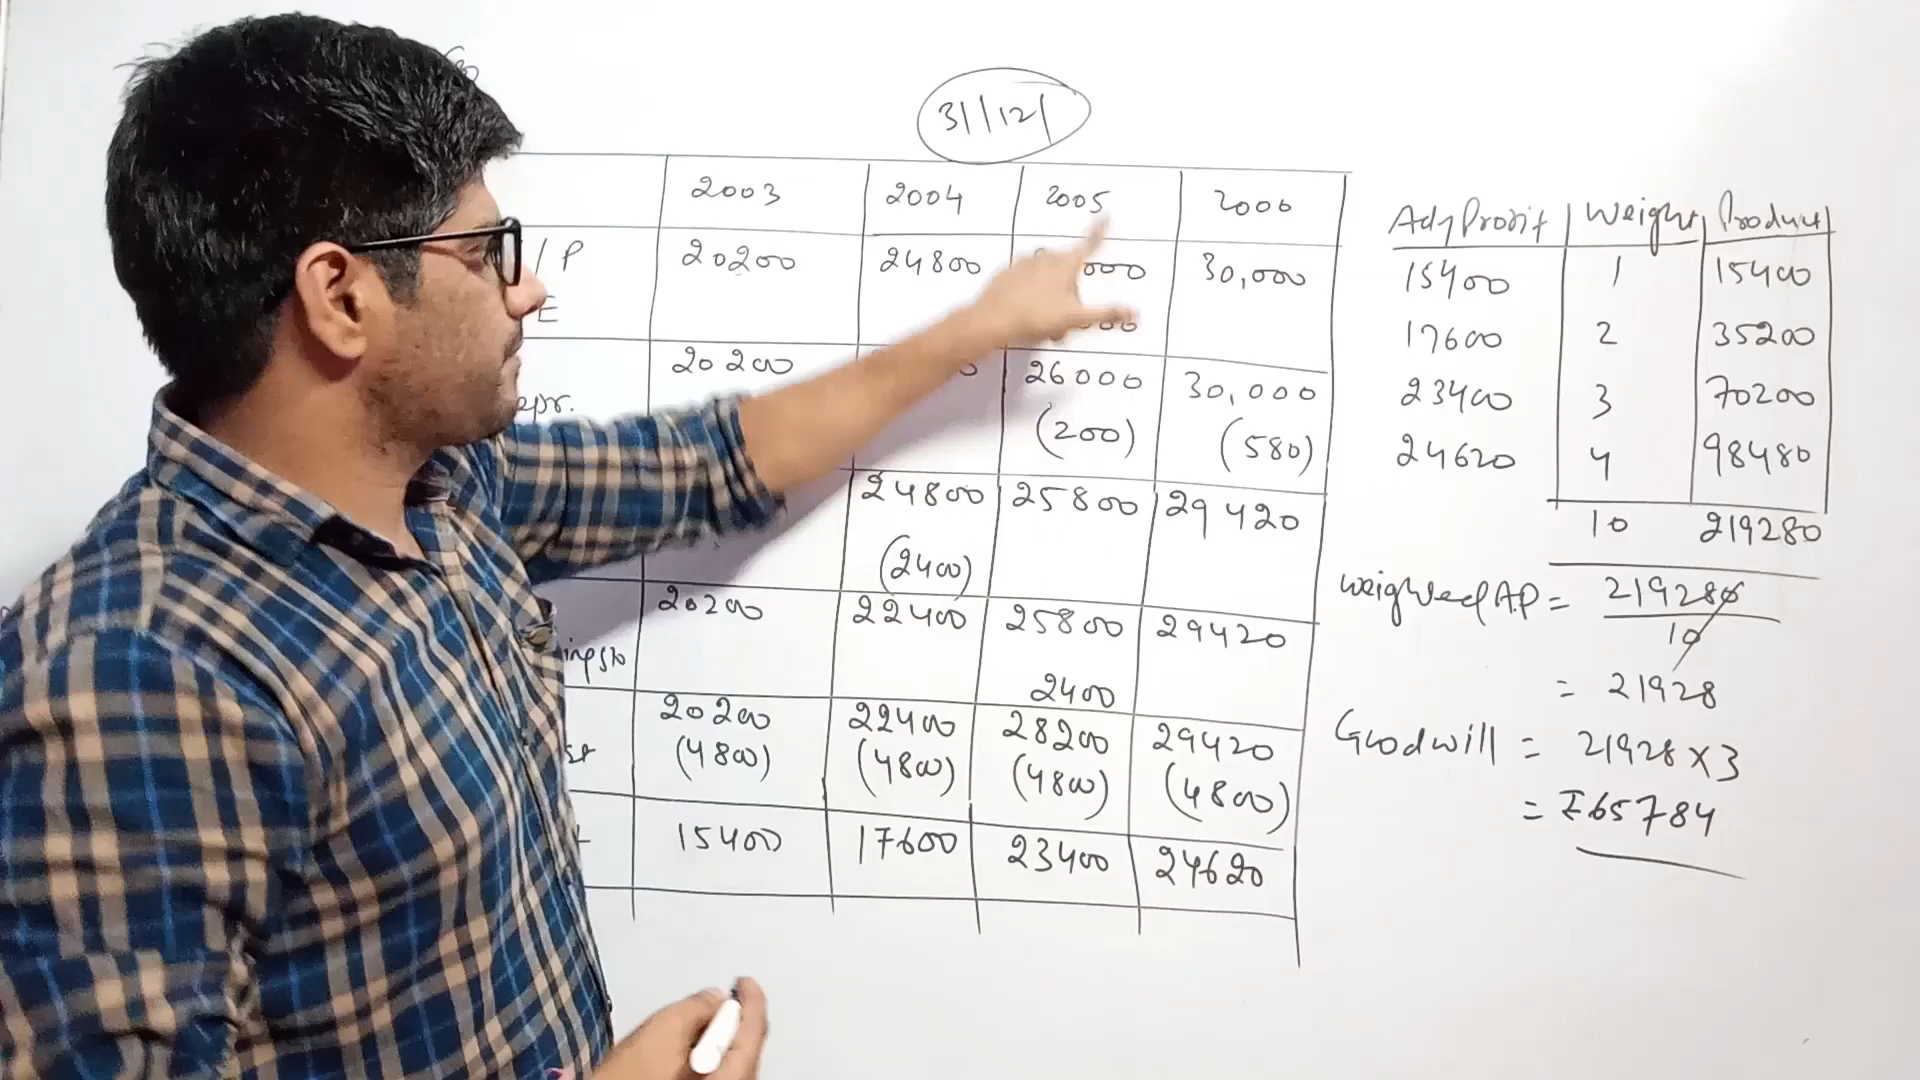 31/12/
2003 2004 2005 2006
/P 20200 24800 000 30,000
E
20200 26000 30,000
epr. (200) (580)
24800 25800 29420
(2400)
20200 22400 25800 29420
ingsto 2400
20200 22400 28200 29420
(4800) (4800) (4800) (4800)
15400 17600 23400 24620
Adj Profit Weight Product
15400 1 15400
17600 2 35200
23400 3 70200
24620 4 98480
10 219280
Weighted A.P = 219280
10
= 21928
Goodwill = 21928 x 3
= ₹65784